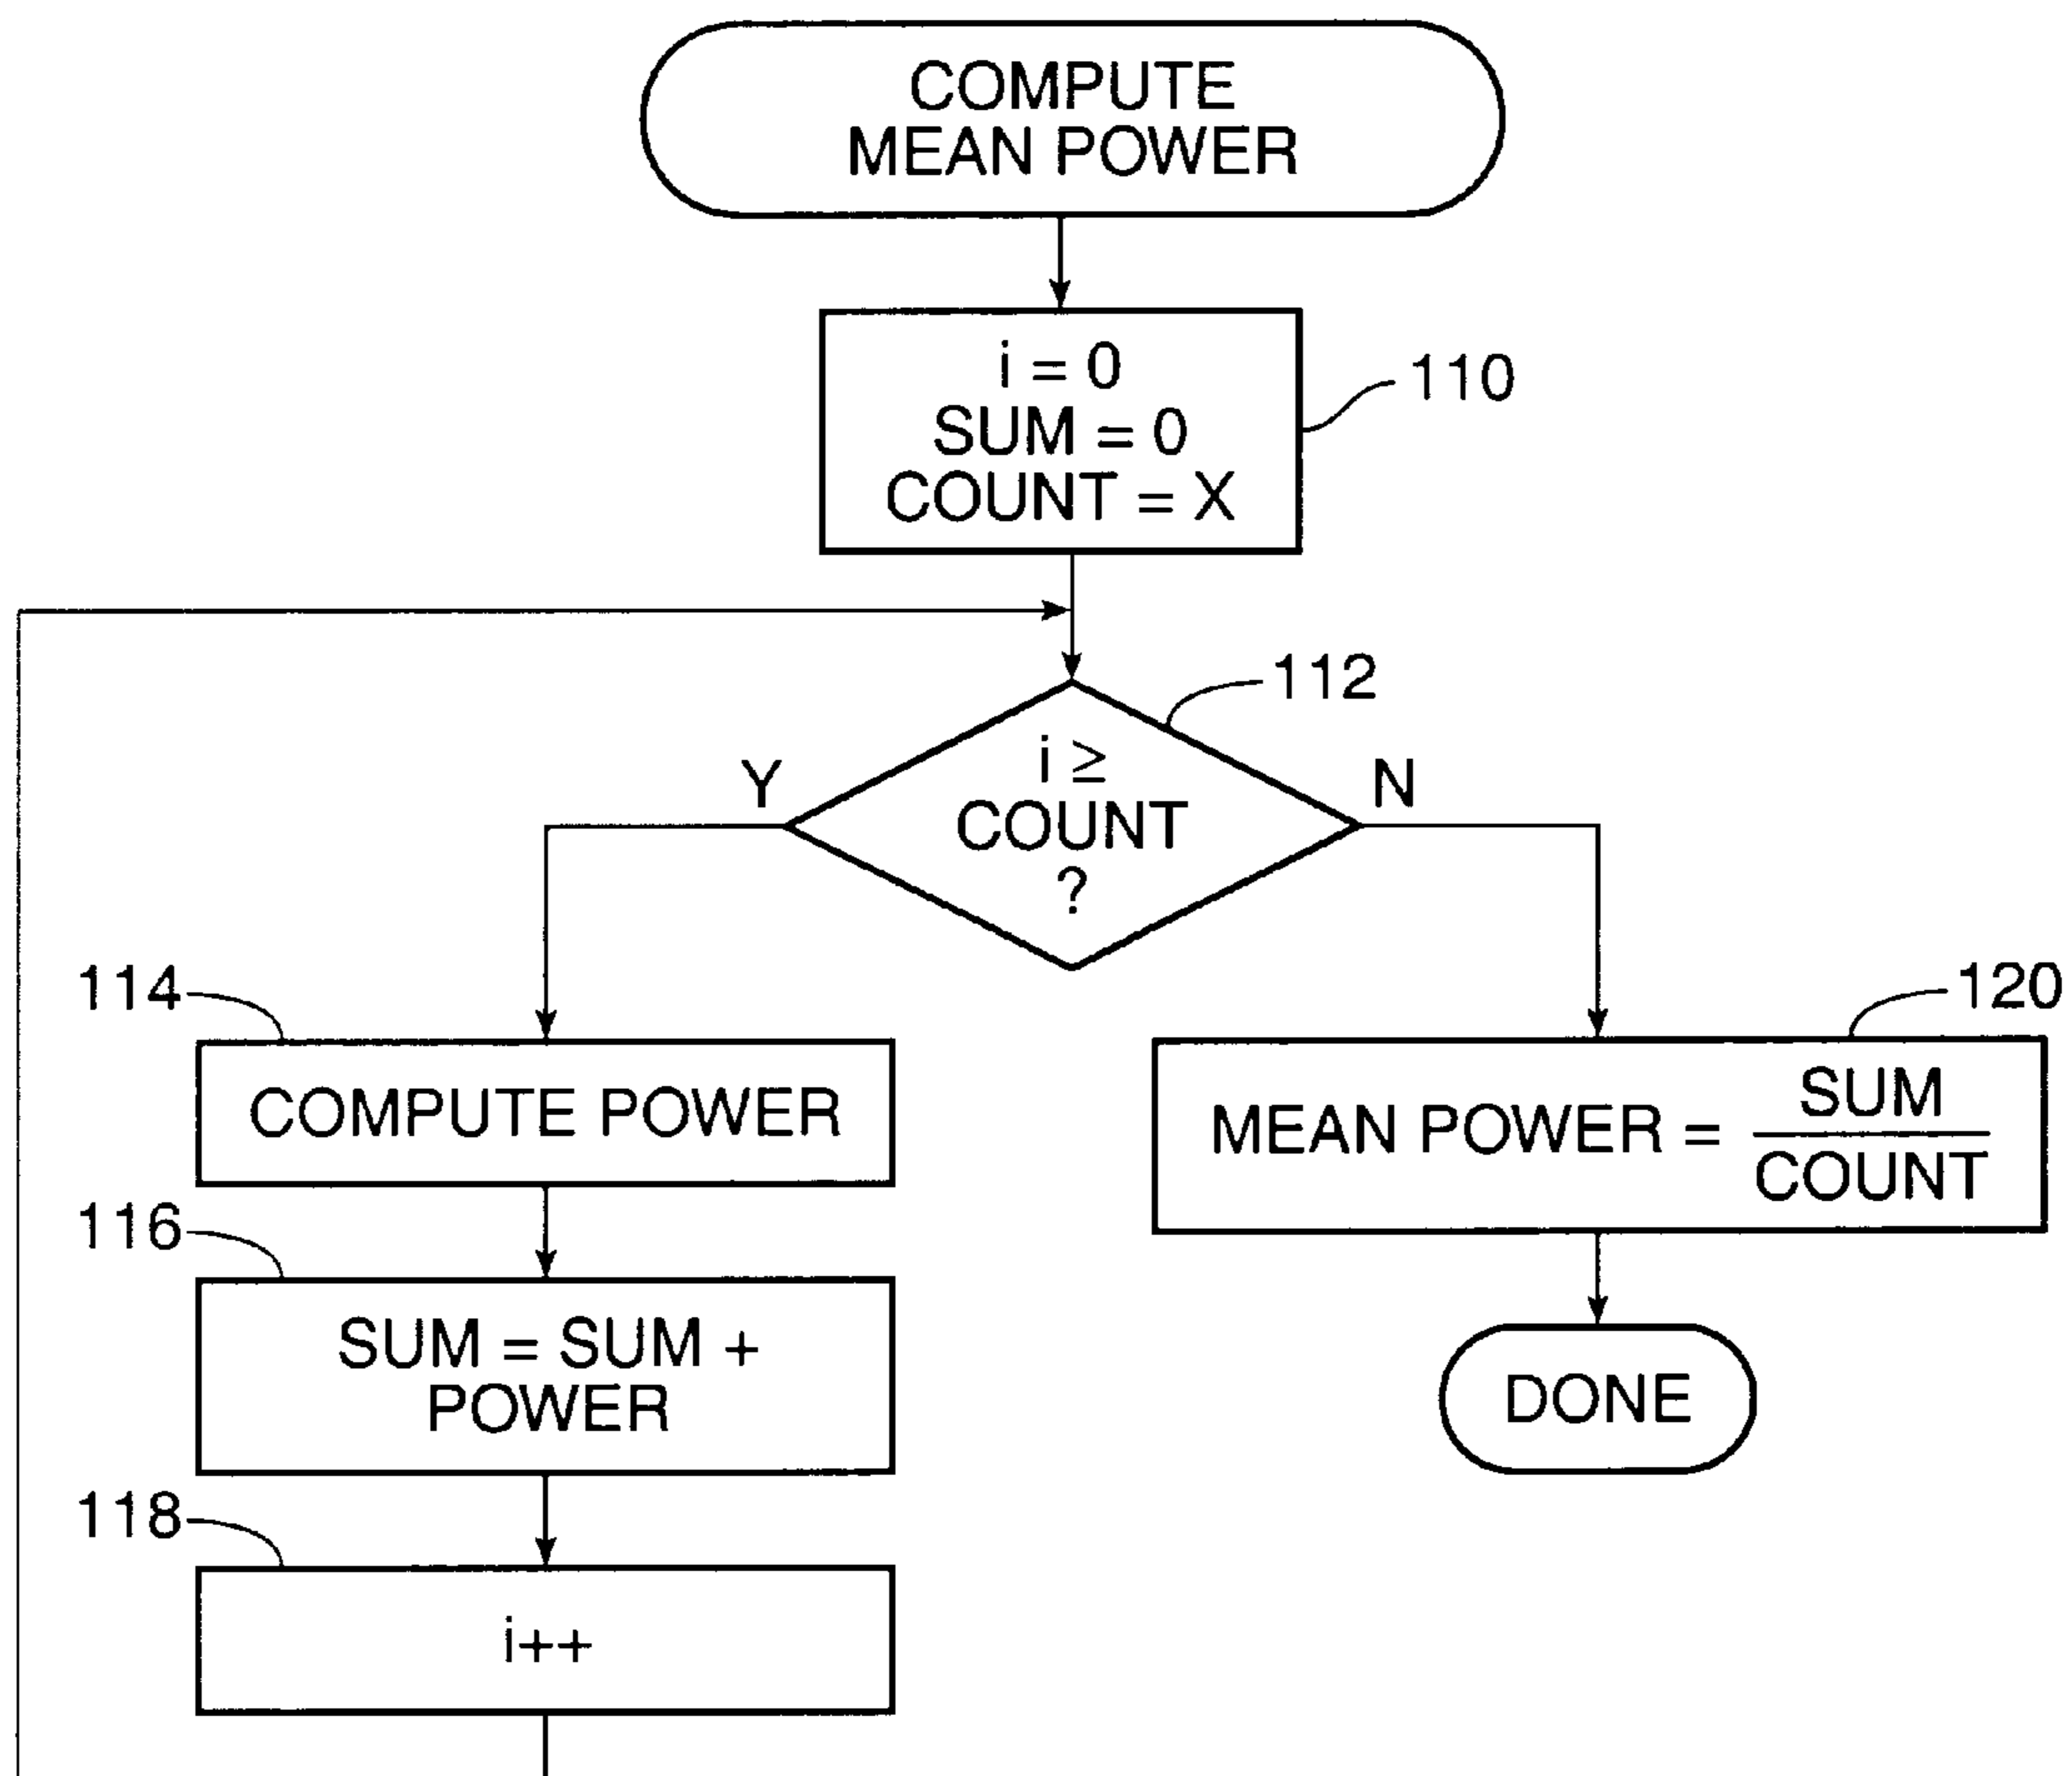 COMPUTE
MEAN POWER
i = 0
SUM = 0
COUNT = X
110
112
i ≥
COUNT
?
Y
N
114
COMPUTE POWER
120
MEAN POWER = SUM
COUNT
116
SUM = SUM +
POWER
DONE
118
i++